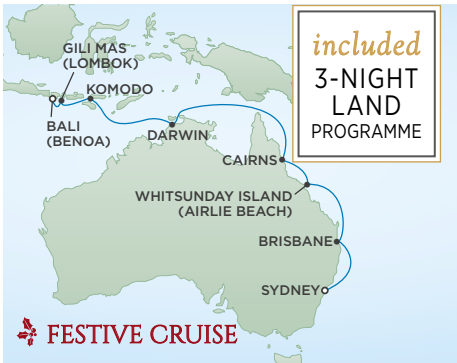 included
3-NIGHT
LAND
PROGRAMME
GILI MAS
(LOMBOK)
KOMODO
BALI
(BENOA)
DARWIN
CAIRNS
WHITSUNDAY ISLAND
(AIRLIE BEACH)
BRISBANE
SYDNEY
FESTIVE CRUISE